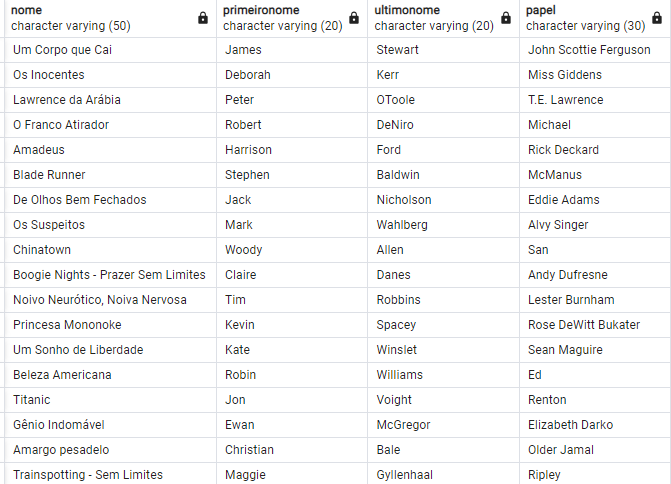 nome primeironome ultimonome papel
character varying (50) character varying (20) character varying (20) character varying (30)
Um Corpo que Cai James Stewart John Scottie Ferguson
Os Inocentes Deborah Kerr Miss Giddens
Lawrence da Arábia Peter OToole T.E. Lawrence
O Franco Atirador Robert DeNiro Michael
Amadeus Harrison Ford Rick Deckard
Blade Runner Stephen Baldwin McManus
De Olhos Bem Fechados Jack Nicholson Eddie Adams
Os Suspeitos Mark Wahlberg Alvy Singer
Chinatown Woody Allen San
Boogie Nights - Prazer Sem Limites Claire Danes Andy Dufresne
Noivo Neurótico, Noiva Nervosa Tim Robbins Lester Burnham
Princesa Mononoke Kevin Spacey Rose DeWitt Bukater
Um Sonho de Liberdade Kate Winslet Sean Maguire
Beleza Americana Robin Williams Ed
Titanic Jon Voight Renton
Gênio Indomável Ewan McGregor Elizabeth Darko
Amargo pesadelo Christian Bale Older Jamal
Trainspotting - Sem Limites Maggie Gyllenhaal Ripley